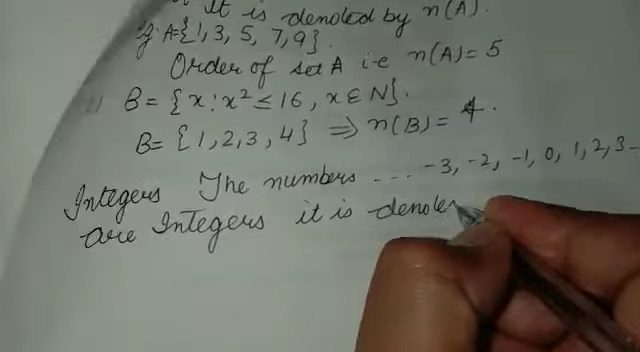 It is denoted by n(A).
If A={1,3,5,7,9}.
Order of set A i.e n(A)=5
B={x:x²≤16, x∈N}.
B={1,2,3,4} ⇒ n(B)=4.
Integers The numbers ... -3, -2, -1, 0, 1, 2, 3-
are Integers it is denote